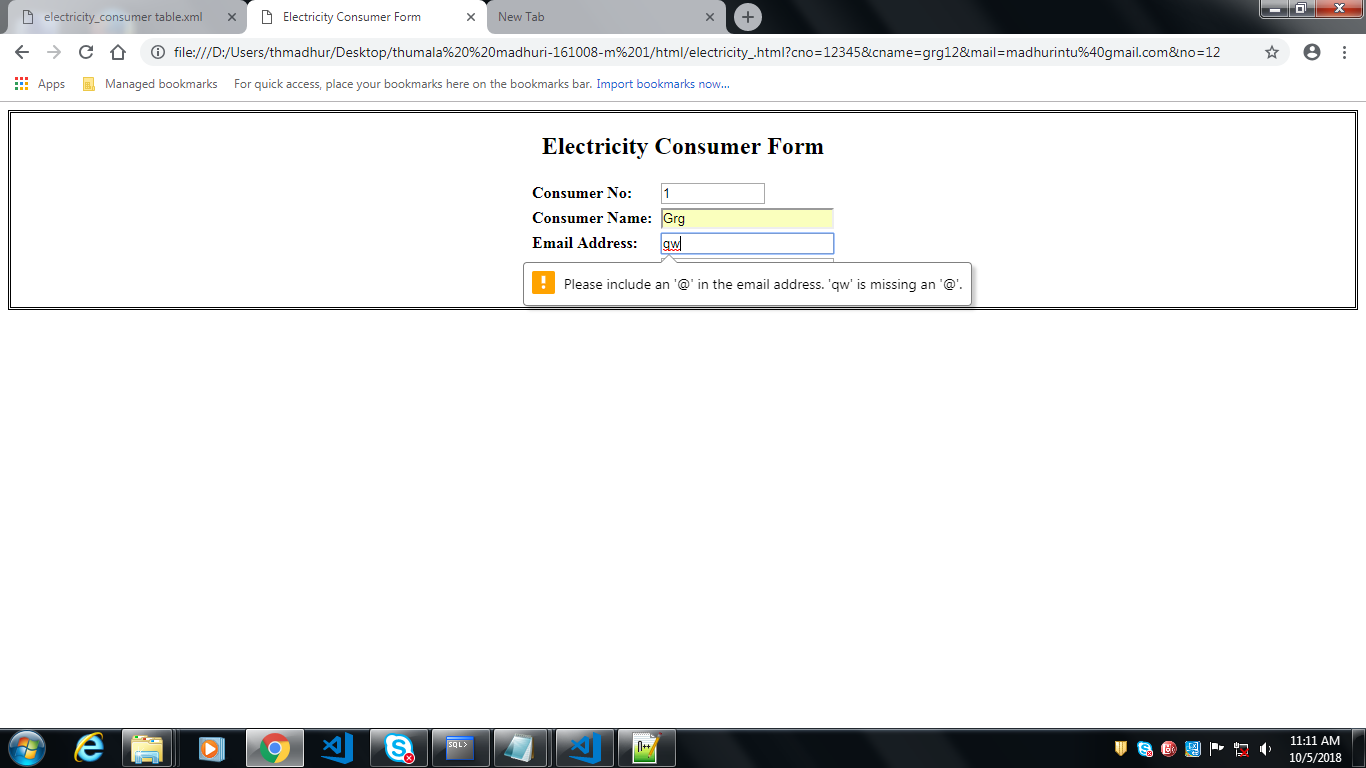 electricity_consumer table.xml
Electricity Consumer Form
New Tab
file:///D:/Users/thmadhur/Desktop/thumala%20%20madhuri-161008-m%201/html/electricity_.html?cno=12345&cname=grg12&mail=madhurintu%40gmail.com&no=12
Apps Managed bookmarks For quick access, place your bookmarks here on the bookmarks bar. Import bookmarks now...
Electricity Consumer Form
Consumer No: 1
Consumer Name: Grg
Email Address: qw
Please include an '@' in the email address. 'qw' is missing an '@'.
SQL>
11:11 AM
10/5/2018